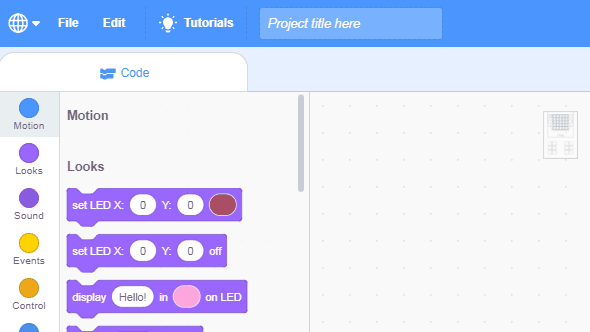 File Edit Tutorials Project title here
Code
Motion
Looks
Sound
Events
Control
Motion
Looks
set LED X: 0 Y: 0
set LED X: 0 Y: 0 off
display Hello! in on LED